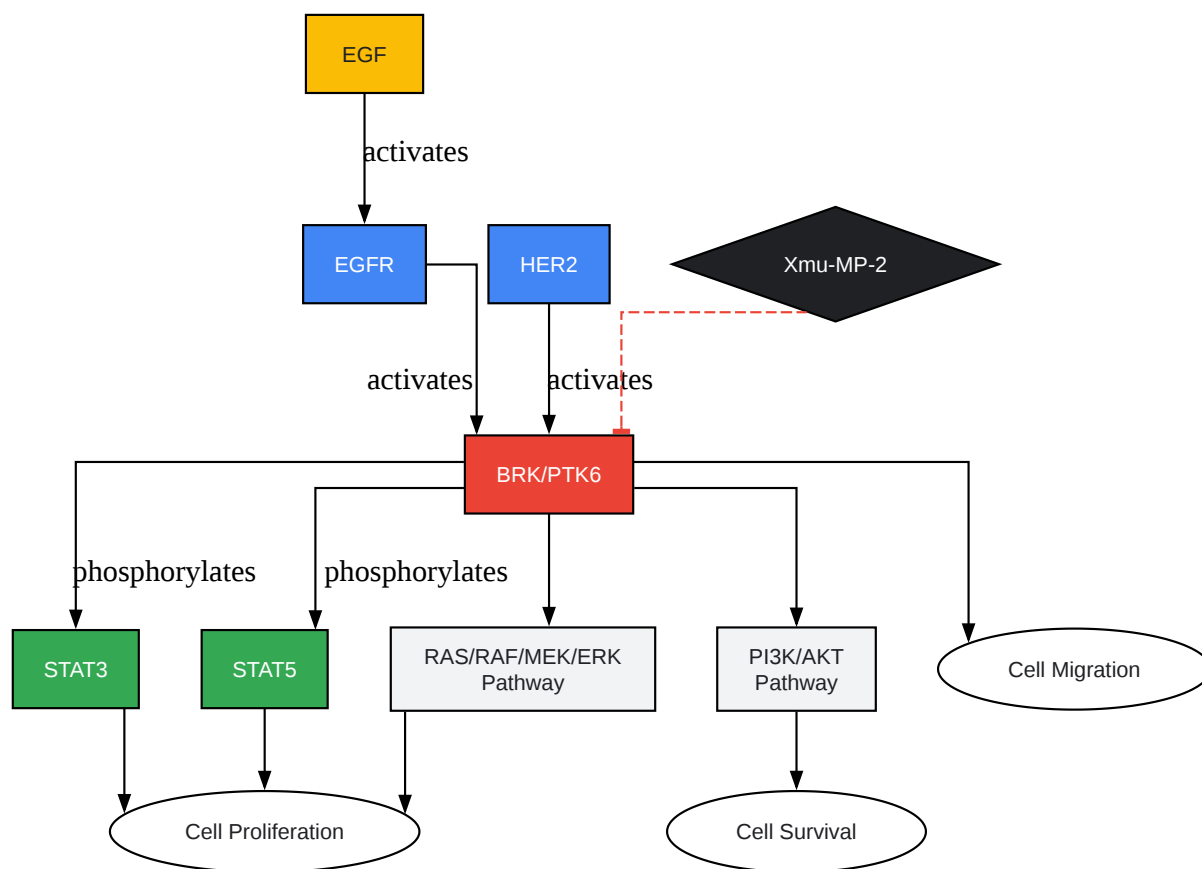 EGF
activates
EGFR
HER2
Xmu-MP-2
activates
activates
BRK/PTK6
phosphorylates
phosphorylates
STAT3
STAT5
RAS/RAF/MEK/ERK
Pathway
PI3K/AKT
Pathway
Cell Migration
Cell Proliferation
Cell Survival